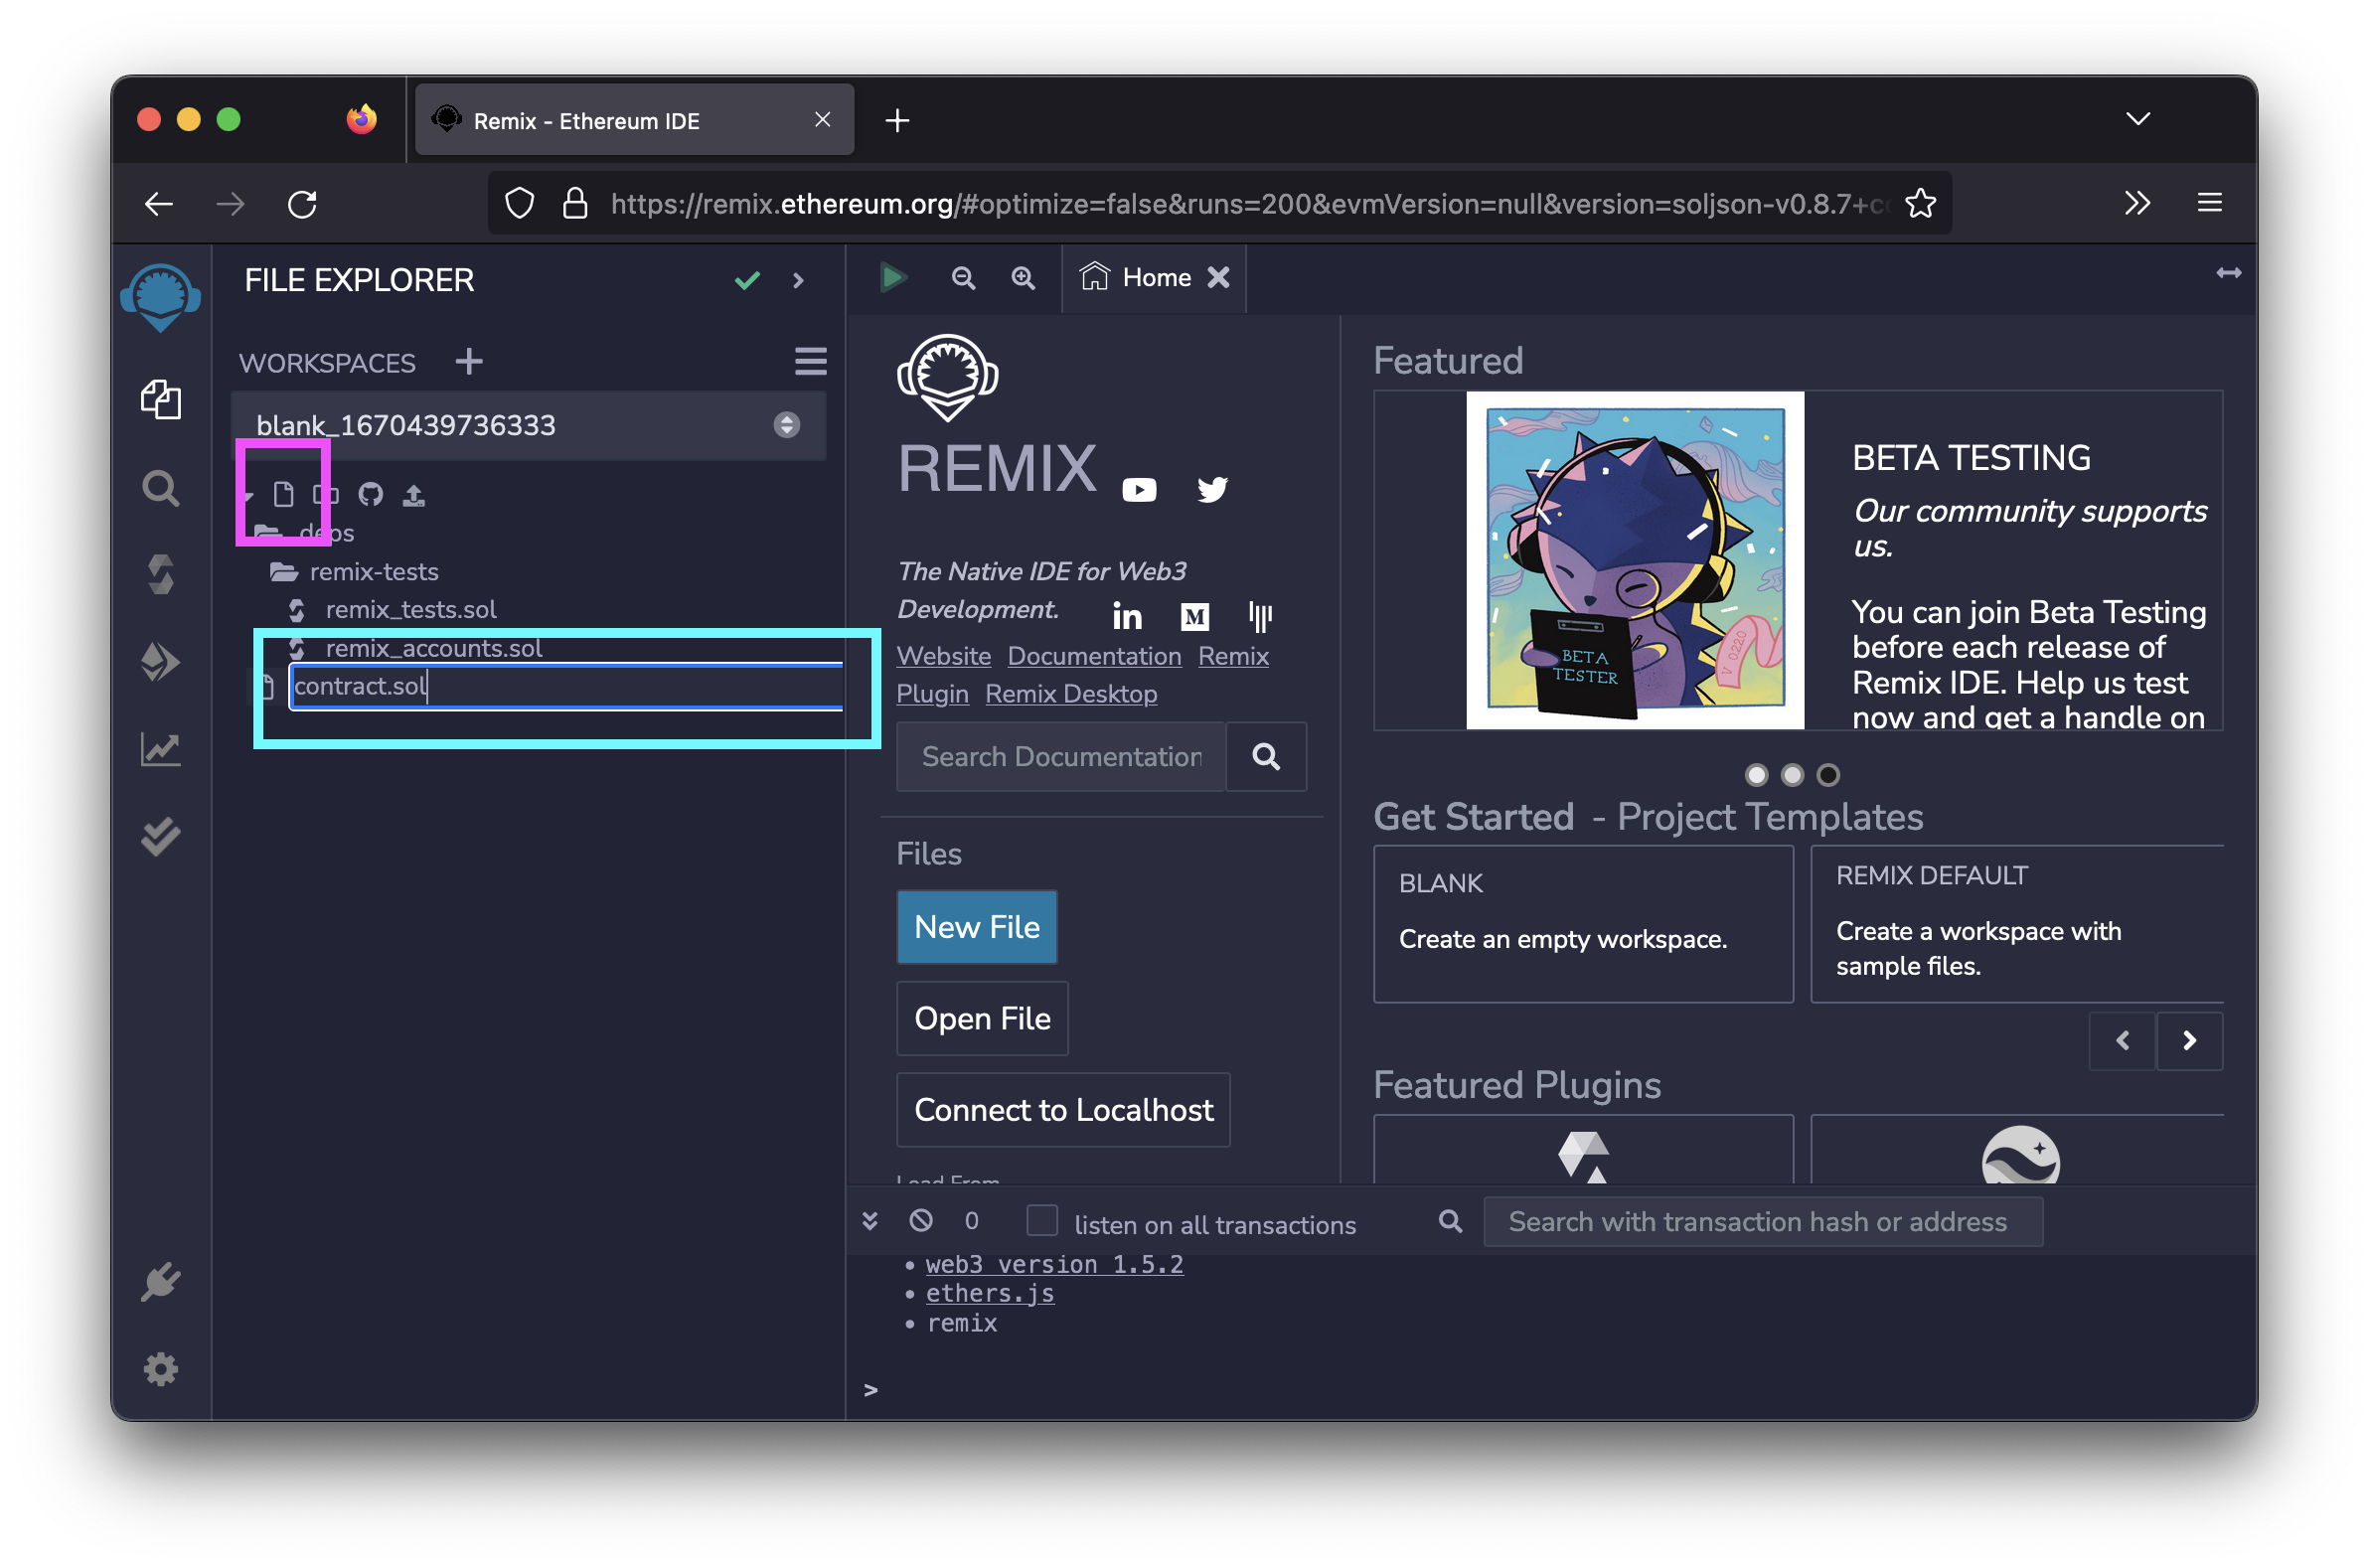 Remix - Ethereum IDE
https://remix.ethereum.org/#optimize=false&runs=200&evmVersion=null&version=soljson-v0.8.7+c
FILE EXPLORER
WORKSPACES
blank_1670439736333
deps
remix-tests
remix_tests.sol
remix_accounts.sol
contract.sol
Home
REMIX
The Native IDE for Web3
Development.
Website Documentation Remix
Plugin Remix Desktop
Search Documentation
Files
New File
Open File
Connect to Localhost
Load From
Featured
BETA
TESTER
V 0.22.0
BETA TESTING
Our community supports
us.
You can join Beta Testing
before each release of
Remix IDE. Help us test
now and get a handle on
Get Started - Project Templates
BLANK
Create an empty workspace.
REMIX DEFAULT
Create a workspace with
sample files.
Featured Plugins
0
listen on all transactions
Search with transaction hash or address
• web3 version 1.5.2
• ethers.js
• remix
>